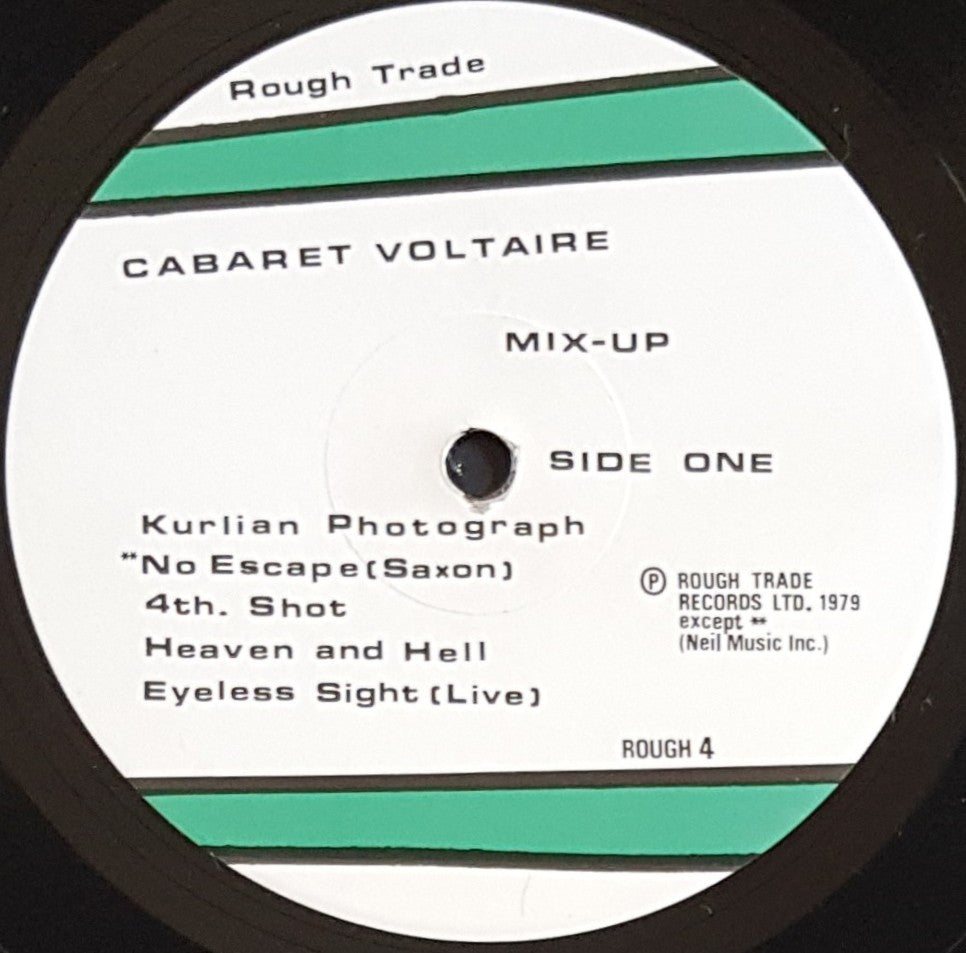 Rough Trade
CABARET VOLTAIRE
MIX-UP
SIDE ONE
Kurlian Photograph
**No Escape (Saxon)
4th. Shot
Heaven and Hell
Eyeless Sight (Live)
Ⓟ ROUGH TRADE
RECORDS LTD. 1979
except **
(Neil Music Inc.)
ROUGH 4